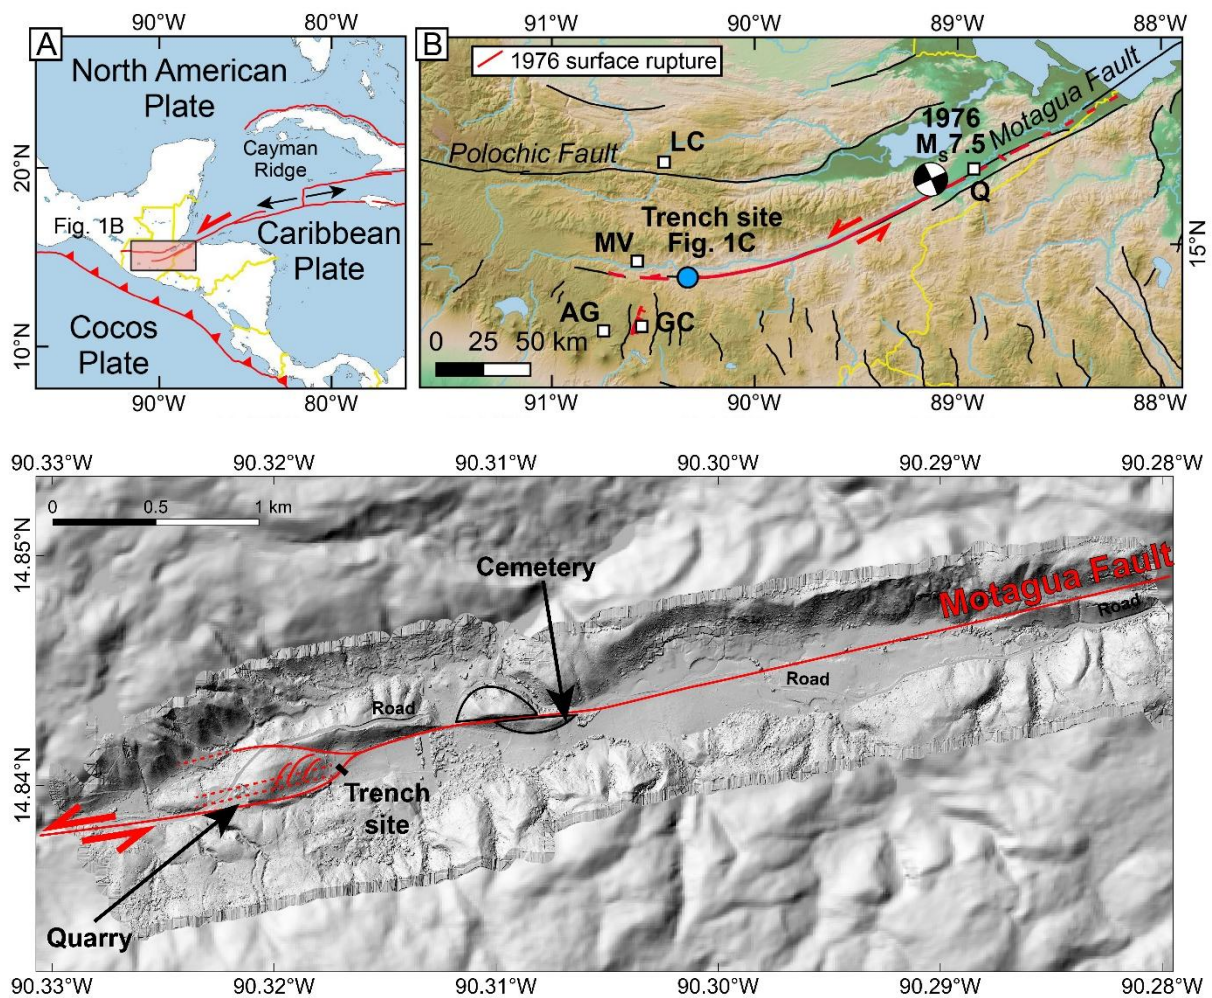 90°W 80°W
A
North American
Plate
Cayman
Ridge
20°N
Fig. 1B
Caribbean
Plate
Cocos
Plate
10°N
90°W 80°W
91°W 90°W 89°W 88°W
B
1976 surface rupture
Motagua Fault
1976
Ms7.5
LC
Polochic Fault
Q
Trench site
Fig. 1C
MV
15°N
AG
GC
0 25 50 km
91°W 90°W 89°W 88°W
90.33°W 90.32°W 90.31°W 90.30°W 90.29°W 90.28°W
0 0.5 1 km
14.85°N
Cemetery
Motagua Fault
Road
Road
Road
14.84°N
Trench
site
Quarry
90.33°W 90.32°W 90.31°W 90.30°W 90.29°W 90.28°W